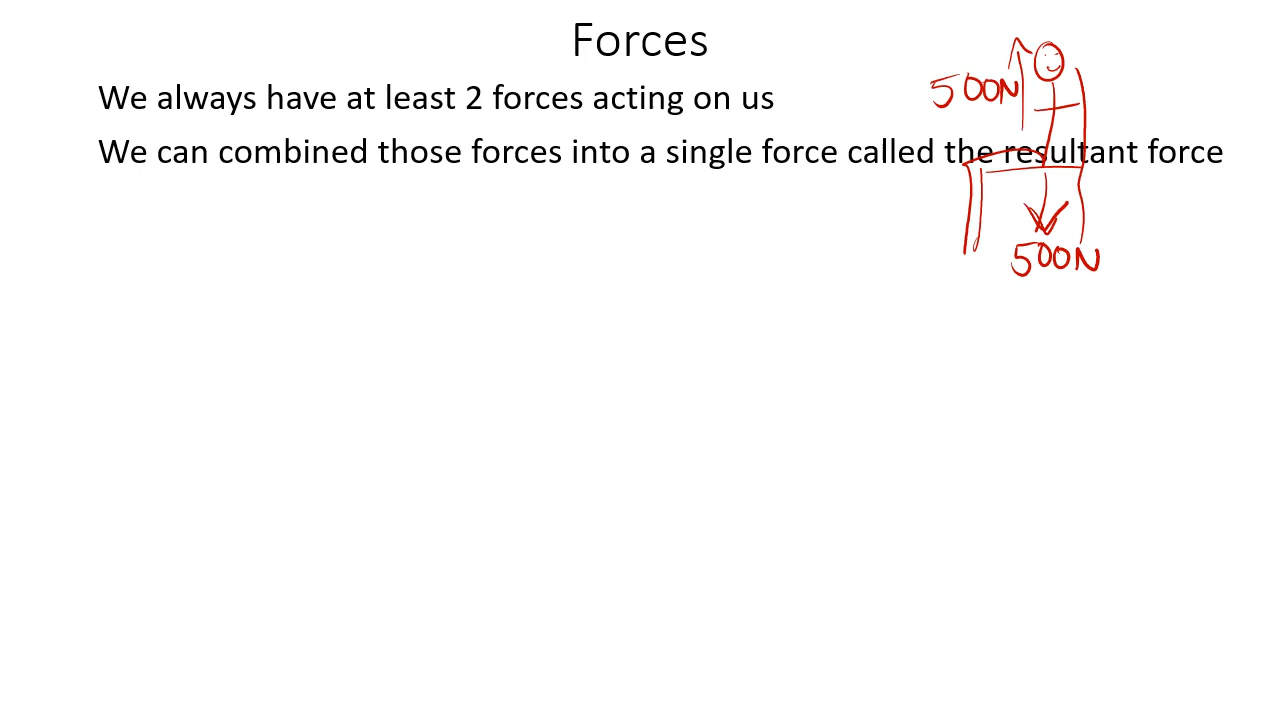 Forces
We always have at least 2 forces acting on us
500N
We can combined those forces into a single force called the resultant force
500N